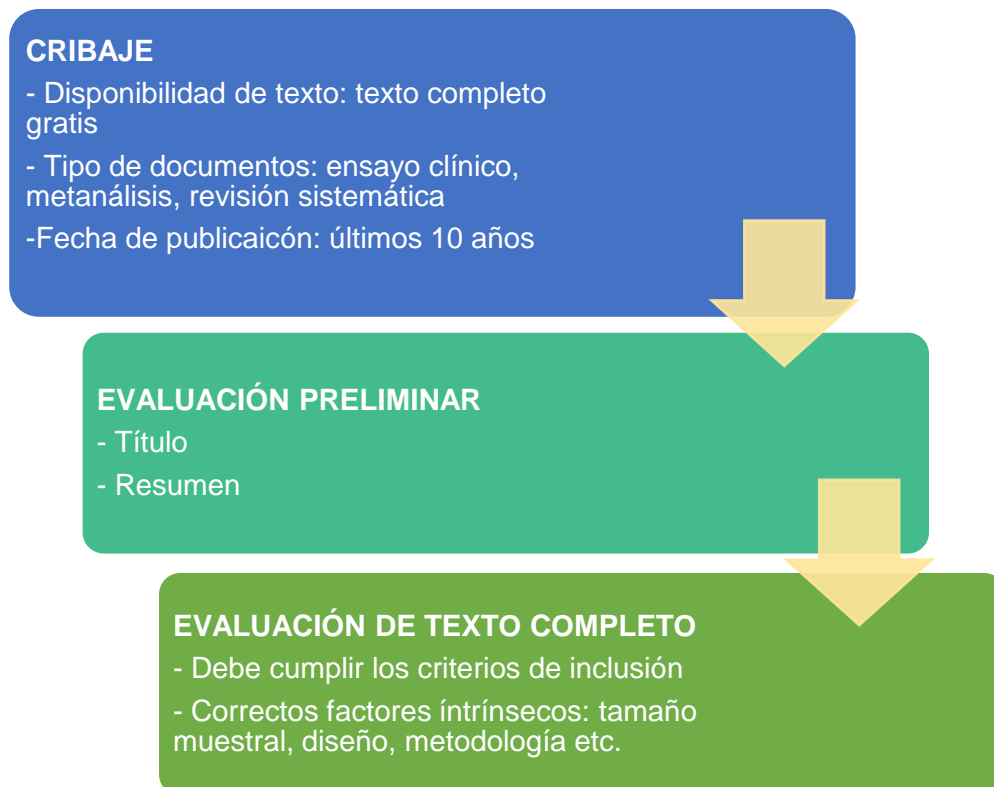 CRIBAJE
- Disponibilidad de texto: texto completo
gratis
- Tipo de documentos: ensayo clínico,
metanálisis, revisión sistemática
-Fecha de publicaicón: últimos 10 años
EVALUACIÓN PRELIMINAR
- Título
- Resumen
EVALUACIÓN DE TEXTO COMPLETO
- Debe cumplir los criterios de inclusión
- Correctos factores íntrínsecos: tamaño
muestral, diseño, metodología etc.